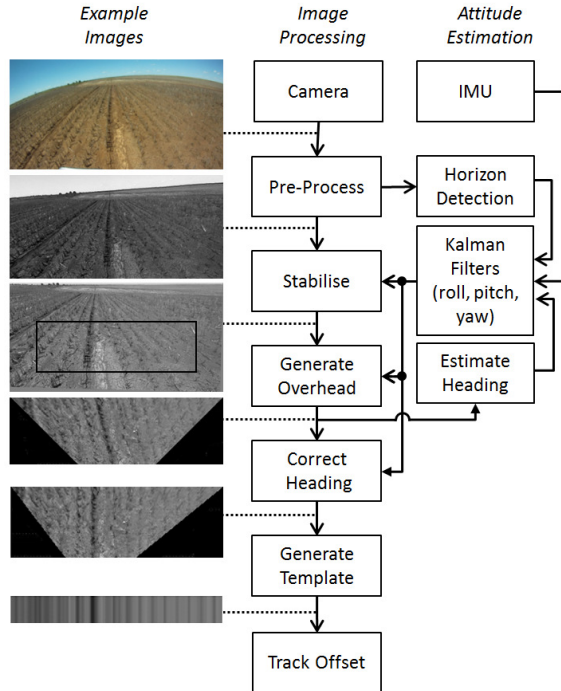 Example
Images
Image
Processing
Attitude
Estimation
Camera
IMU
Pre-Process
Horizon
Detection
Stabilise
Kalman
Filters
(roll, pitch,
yaw)
Generate
Overhead
Estimate
Heading
Correct
Heading
Generate
Template
Track Offset